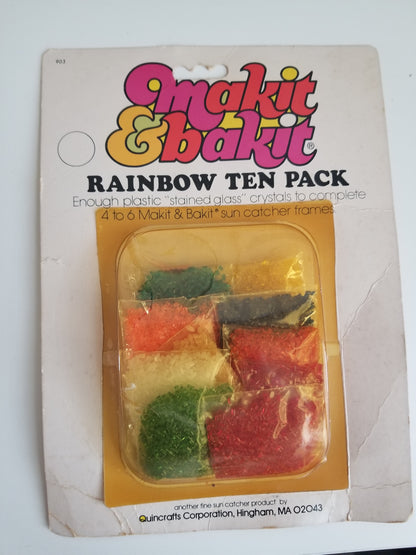 903
makit
& bakit®
RAINBOW TEN PACK
Enough plastic "stained glass" crystals to complete
4 to 6 Makit & Bakit® sun catcher frames.
another fine sun catcher product by
Quincrafts Corporation, Hingham, MA 02043